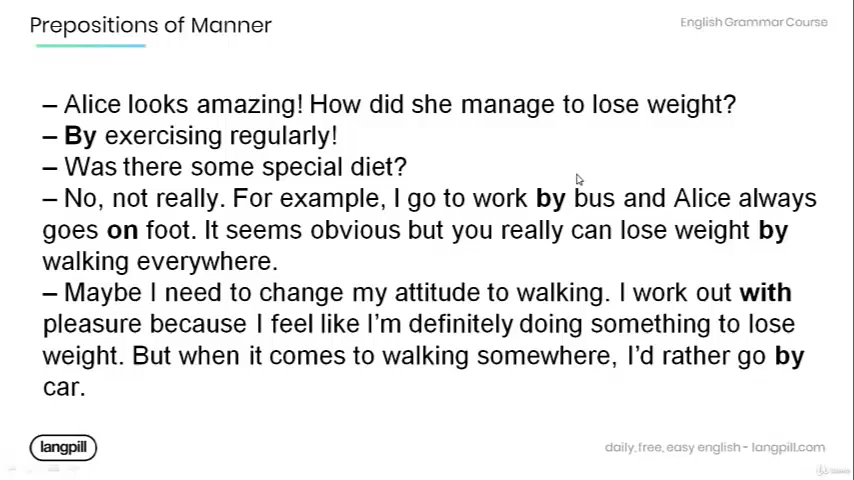 Prepositions of Manner
English Grammar Course
– Alice looks amazing! How did she manage to lose weight?
– By exercising regularly!
– Was there some special diet?
– No, not really. For example, I go to work by bus and Alice always
goes on foot. It seems obvious but you really can lose weight by
walking everywhere.
– Maybe I need to change my attitude to walking. I work out with
pleasure because I feel like I’m definitely doing something to lose
weight. But when it comes to walking somewhere, I’d rather go by
car.
langpill
daily, free, easy english - langpill.com